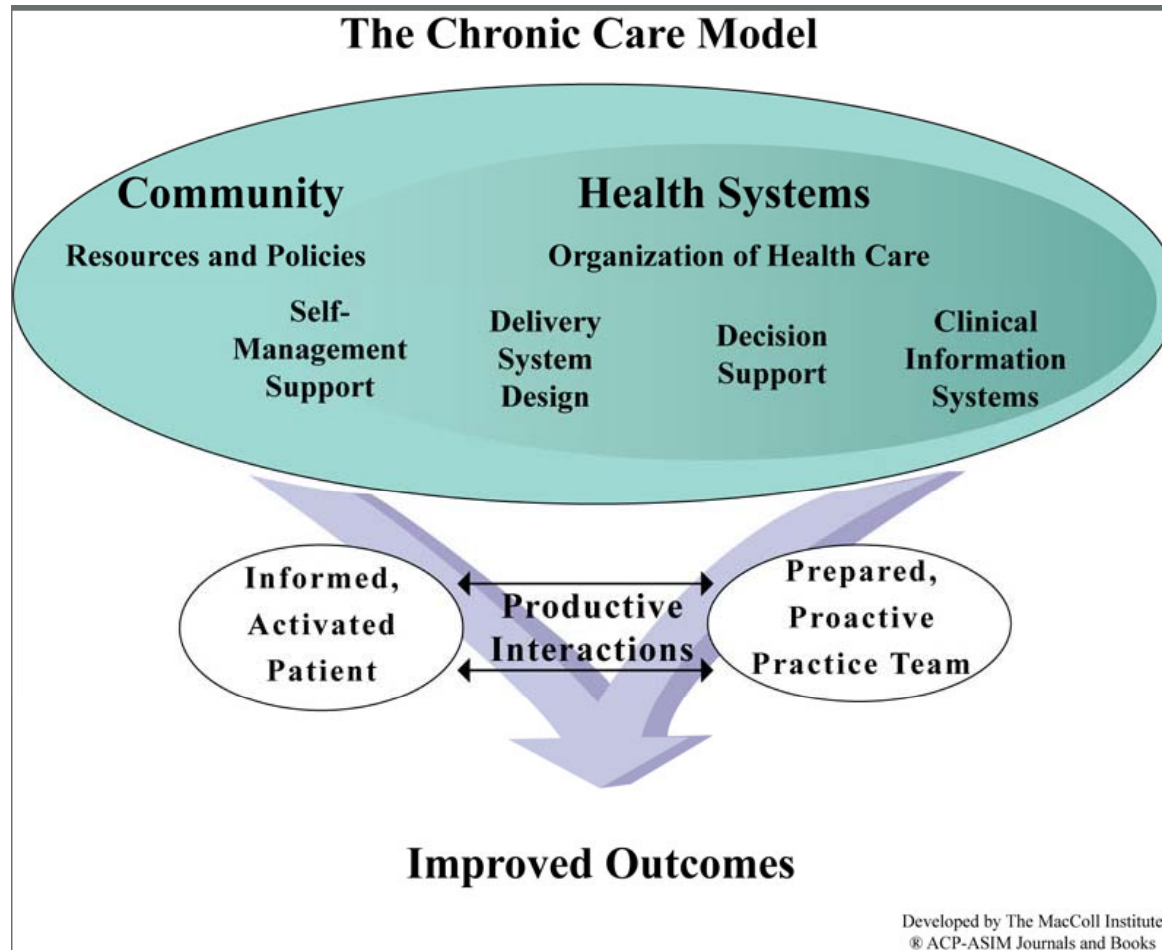 The Chronic Care Model
Community
Health Systems
Resources and Policies
Organization of Health Care
Self-
Management
Support
Delivery
System
Design
Decision
Support
Clinical
Information
Systems
Informed,
Activated
Patient
Productive
Interactions
Prepared,
Proactive
Practice Team
Improved Outcomes
Developed by The MacColl Institute
® ACP-ASIM Journals and Books